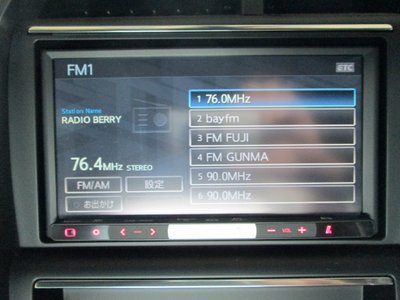 FM1
ETC
Station Name
RADIO BERRY
76.4MHz STEREO
FM/AM
設定
お出かけ
1 76.0MHz
2 bayfm
3 FM FUJI
4 FM GUNMA
5 90.0MHz
6 90.0MHz
- VOL +